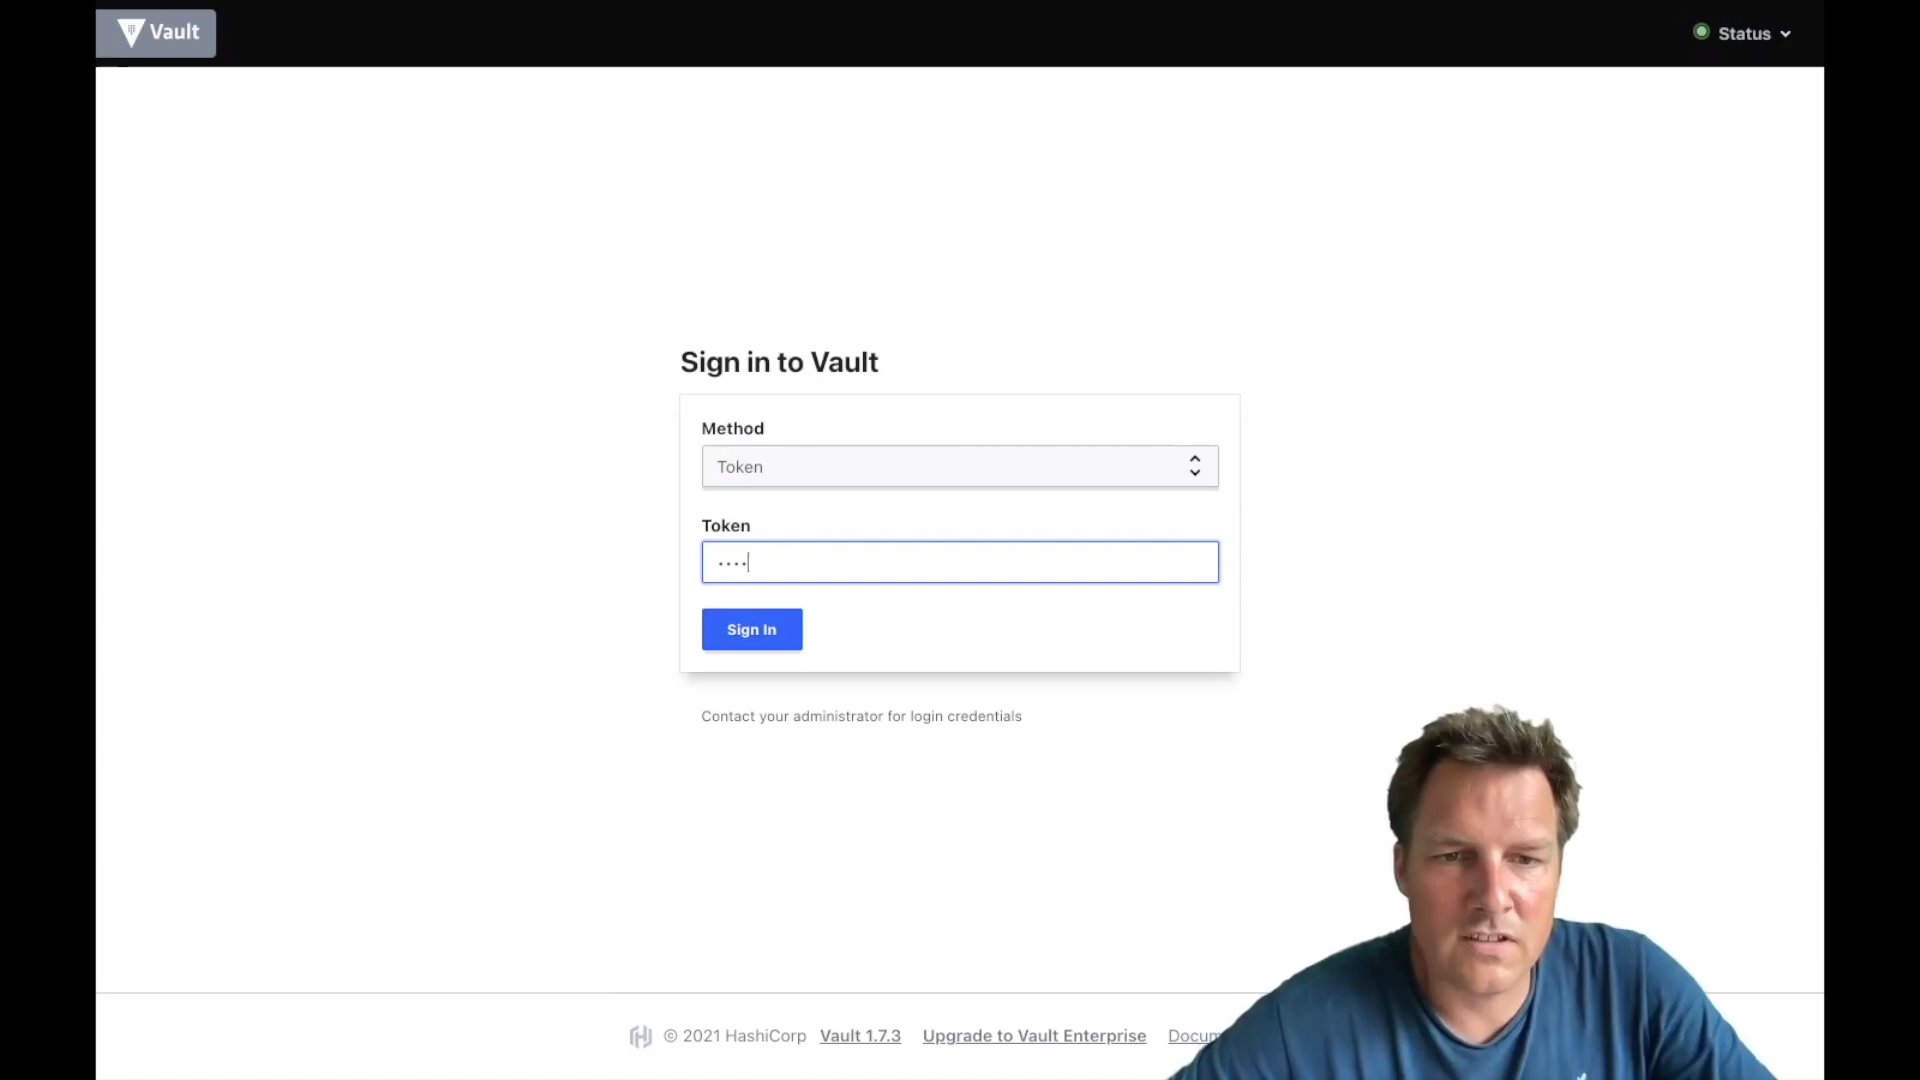 Vault
Status
Sign in to Vault
Method
Token
Token
Sign In
Contact your administrator for login credentials
© 2021 HashiCorp Vault 1.7.3 Upgrade to Vault Enterprise Docum